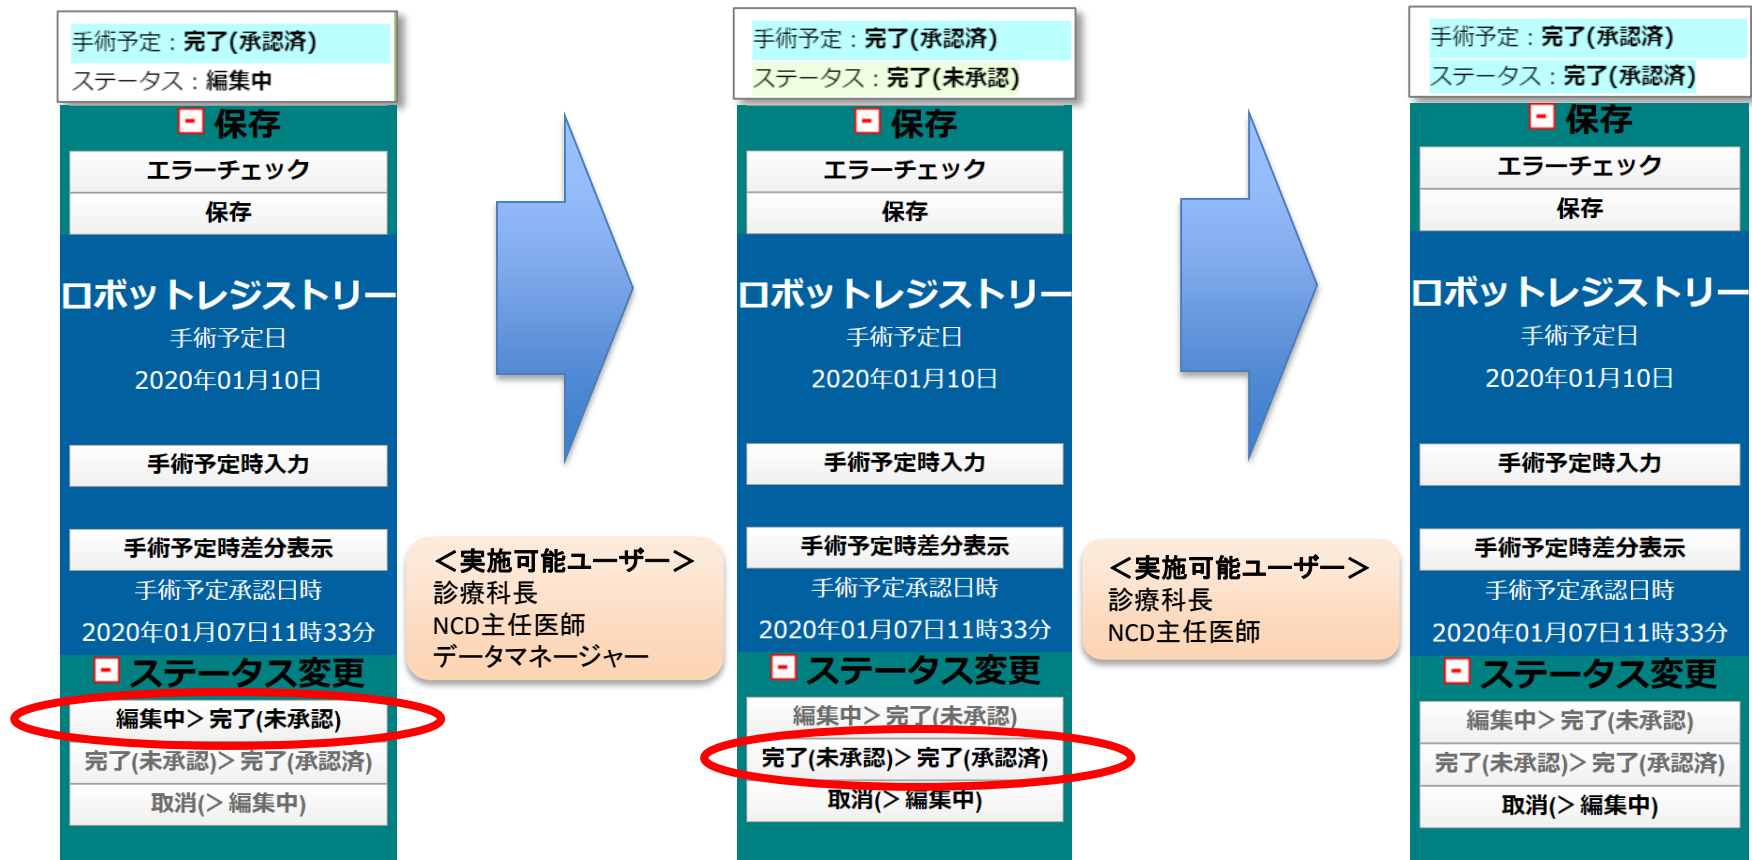 手術予定：完了(承認済)
ステータス：編集中
- 保存
エラーチェック
保存
ロボットレジストリー
手術予定日
2020年01月10日
手術予定時入力
手術予定時差分表示
手術予定承認日時
2020年01月07日11時33分
- ステータス変更
編集中＞完了(未承認)
完了(未承認)＞完了(承認済)
取消(＞編集中)
＜実施可能ユーザー＞
診療科長
NCD主任医師
データマネージャー
手術予定：完了(承認済)
ステータス：完了(未承認)
- 保存
エラーチェック
保存
ロボットレジストリー
手術予定日
2020年01月10日
手術予定時入力
手術予定時差分表示
手術予定承認日時
2020年01月07日11時33分
- ステータス変更
編集中＞完了(未承認)
完了(未承認)＞完了(承認済)
取消(＞編集中)
＜実施可能ユーザー＞
診療科長
NCD主任医師
手術予定：完了(承認済)
ステータス：完了(承認済)
- 保存
エラーチェック
保存
ロボットレジストリー
手術予定日
2020年01月10日
手術予定時入力
手術予定時差分表示
手術予定承認日時
2020年01月07日11時33分
- ステータス変更
編集中＞完了(未承認)
完了(未承認)＞完了(承認済)
取消(＞編集中)